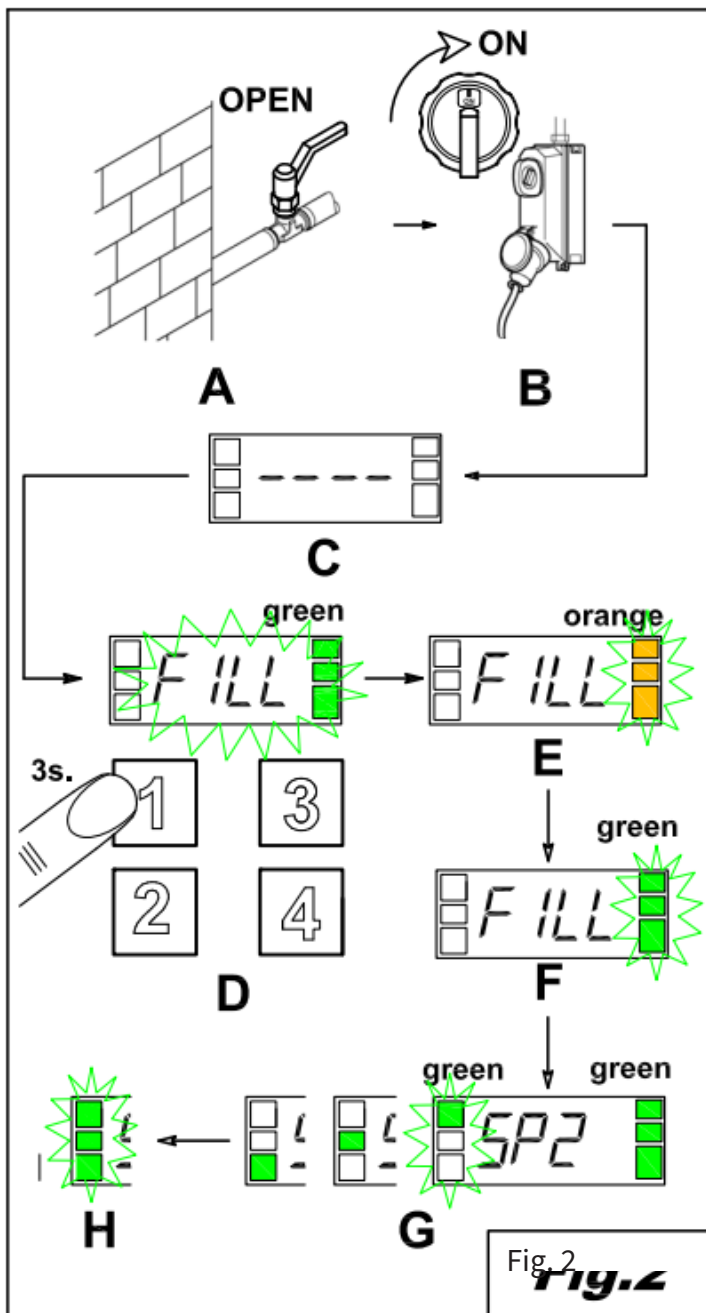 ON
OPEN
A
B
- - - -
C
green
FILL
orange
FILL
3s.
1
3
2
4
D
E
green
FILL
F
green
green
SP2
H
G
Fig. 2
Fig.2